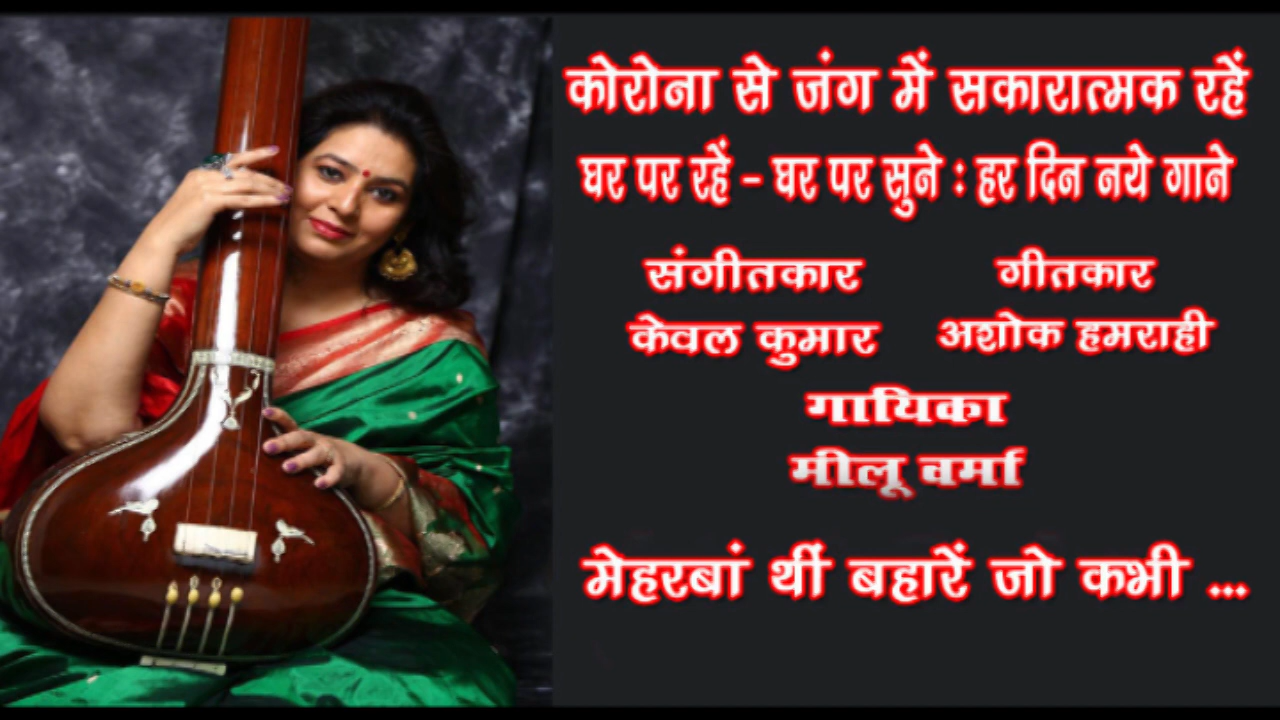 कोरोना से जंग में सकारात्मक रहें
घर पर रहें - घर पर सुने : हर दिन नये गाने
संगीतकार गीतकार
केवल कुमार अशोक हमराही
गायिका
मीलू वर्मा
मेहरबां थीं बहारें जो कभी ...